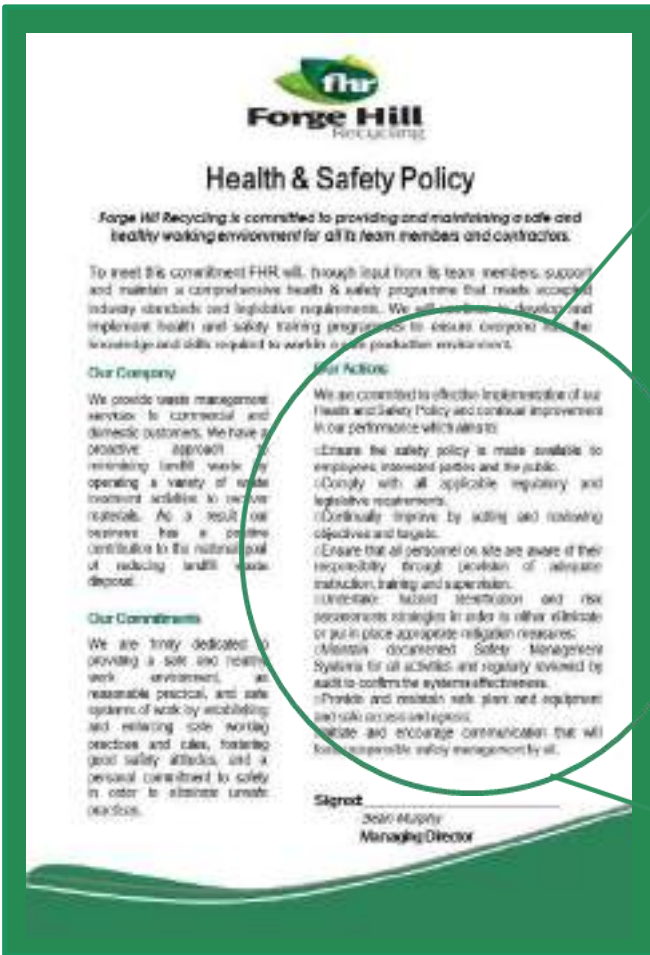 fhr
Forge Hill
Recycling
Health & Safety Policy
Forge Hill Recycling is committed to providing and maintaining a safe and
healthy working environment for all its team members and contractors.
To meet this commitment FHR will, through input from its team members, support
and maintain a comprehensive health & safety programme that meets accepted
industry standards and legislative requirements. We will continue to develop and
implement health and safety training programmes to ensure everyone has the
knowledge and skills required to work in a safe productive environment.
Our Company
We provide waste management
services to commercial and
domestic customers. We have a
proactive approach to
minimising landfill waste by
operating a variety of waste
treatment activities to recover
materials. As a result our
business has a positive
contribution to the national goal
of reducing landfill waste
disposal.
Our Commitments
We are firmly dedicated to
providing a safe and healthy
work environment, as
reasonable practical, and safe
systems of work by establishing
and enforcing safe working
practices and rules, fostering
good safety attitudes, and a
personal commitment to safety
in order to eliminate unsafe
practices.
Our Actions
We are committed to effective implementation of our
Health and Safety Policy and continual improvement
in our performance which aims to:
Ensure the safety policy is made available to
employees, interested parties and the public.
Comply with all applicable regulatory and
legislative requirements.
Continually improve by setting and reviewing
objectives and targets.
Ensure that all personnel on site are aware of their
responsibility through provision of adequate
instruction, training and supervision.
Undertake hazard identification and risk
assessments strategies in order to either eliminate
or put in place appropriate mitigation measures;
Maintain documented Safety Management
Systems for all activities and regularly reviewed by
audit to confirm the systems effectiveness.
Provide and maintain safe plant and equipment
and safe access and egress.
Initiate and encourage communication that will
responsible safety management by all.
Signed:
Sean Murphy
Managing Director